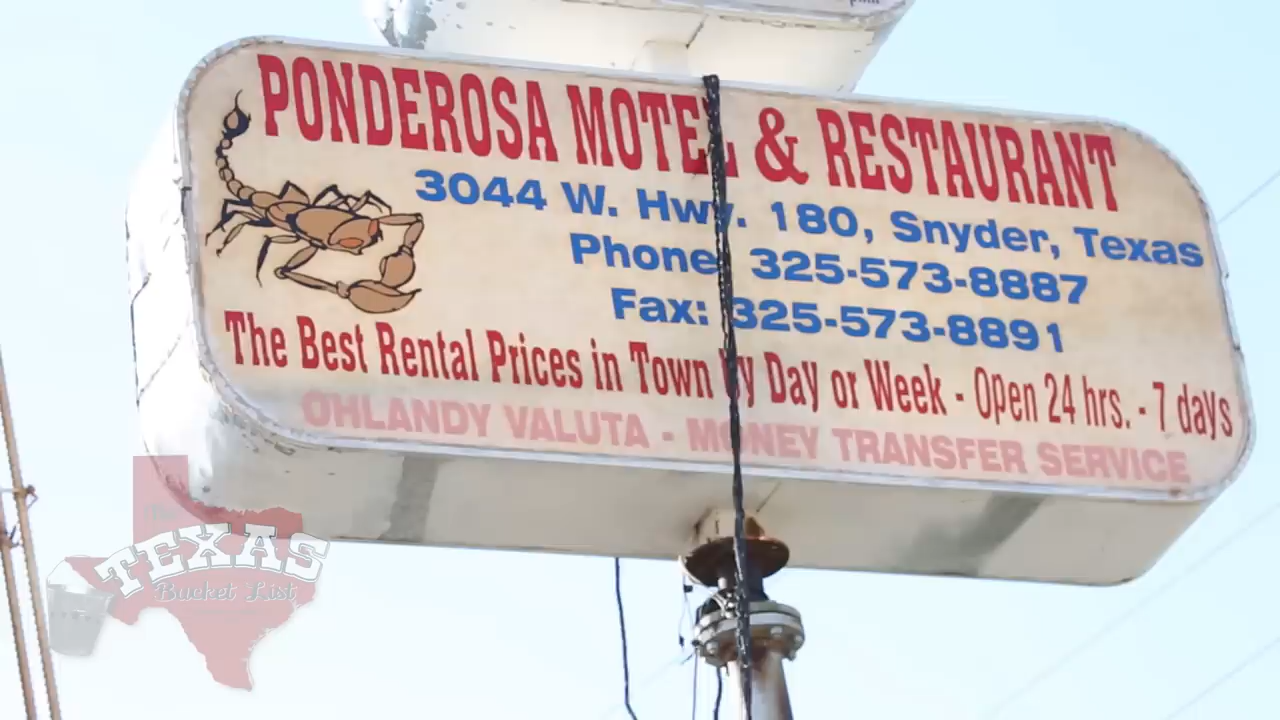 PONDEROSA MOTEL & RESTAURANT
3044 W. Hwy. 180, Snyder, Texas
Phone: 325-573-8887
Fax: 325-573-8891
The Best Rental Prices in Town by Day or Week - Open 24 hrs. - 7 days
OHLANDY VALUTA - MONEY TRANSFER SERVICE
The
TEXAS
Bucket List